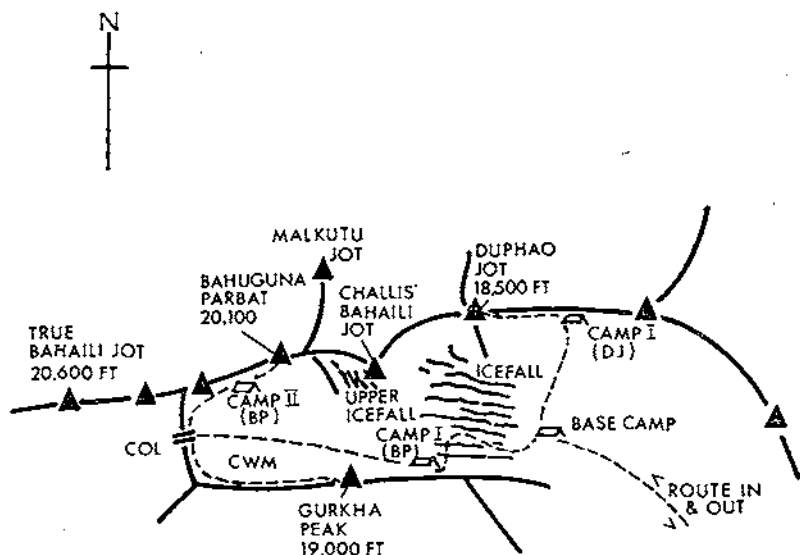 N
MALKUTU
JOT
DUPHAO
JOT
18,500 FT
BAHUGUNA
PARBAT
20,100
CHALLIS'
BAHAILI
JOT
TRUE
BAHAILI JOT
20,600 FT
CAMP I
(DJ)
ICEFALL
CAMP II
(BP)
UPPER
ICEFALL
BASE CAMP
CAMP I
(BP)
COL
CWM
ROUTE IN
& OUT
GURKHA
PEAK
19,000 FT